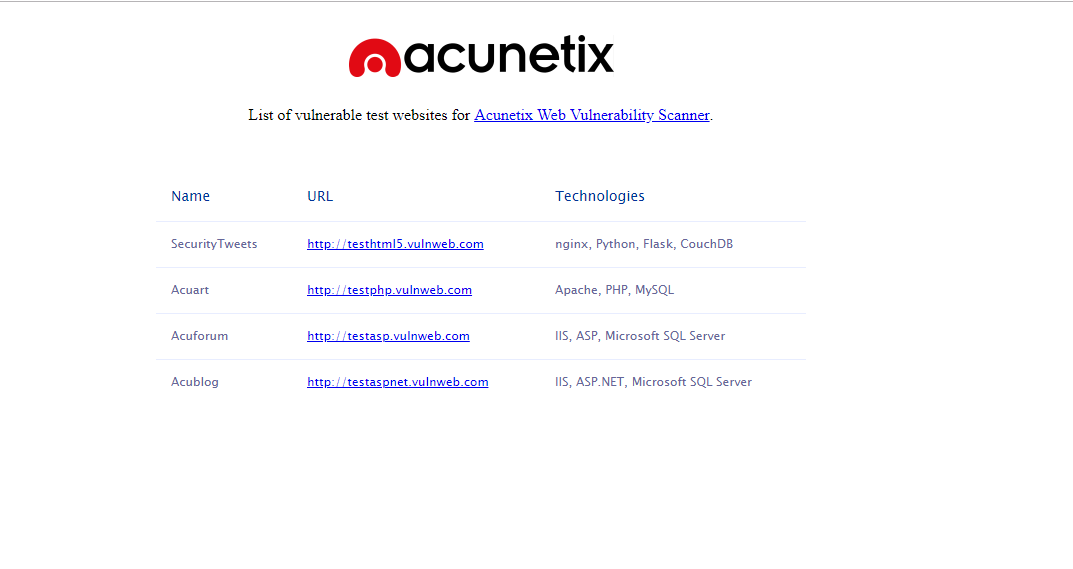 acunetix
List of vulnerable test websites for Acunetix Web Vulnerability Scanner.
Name URL Technologies
SecurityTweets http://testhtml5.vulnweb.com nginx, Python, Flask, CouchDB
Acuart http://testphp.vulnweb.com Apache, PHP, MySQL
Acuforum http://testasp.vulnweb.com IIS, ASP, Microsoft SQL Server
Acublog http://testaspnet.vulnweb.com IIS, ASP.NET, Microsoft SQL Server